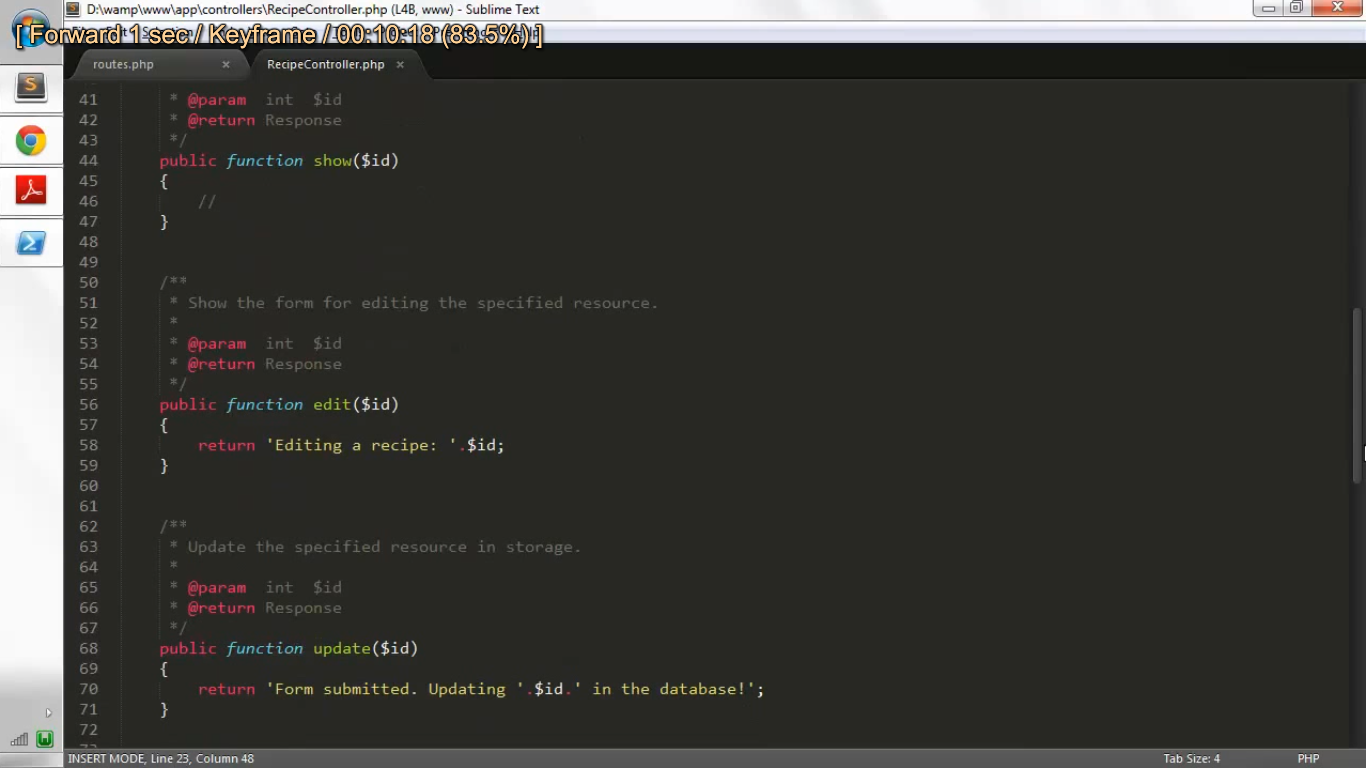 D:\wamp\www\app\controllers\RecipeController.php (L4B, www) - Sublime Text
[ Forward 1 sec / Keyframe / 00:10:18 (83.5%) ]
routes.php × RecipeController.php ×
41 * @param  int  $id
42 * @return Response
43 */
44 public function show($id)
45 {
46 //
47 }
48
49
50 /**
51 * Show the form for editing the specified resource.
52 *
53 * @param  int  $id
54 * @return Response
55 */
56 public function edit($id)
57 {
58 return 'Editing a recipe: '.$id;
59 }
60
61
62 /**
63 * Update the specified resource in storage.
64 *
65 * @param  int  $id
66 * @return Response
67 */
68 public function update($id)
69 {
70 return 'Form submitted. Updating '.$id.' in the database!';
71 }
72
INSERT MODE, Line 23, Column 48 Tab Size: 4 PHP